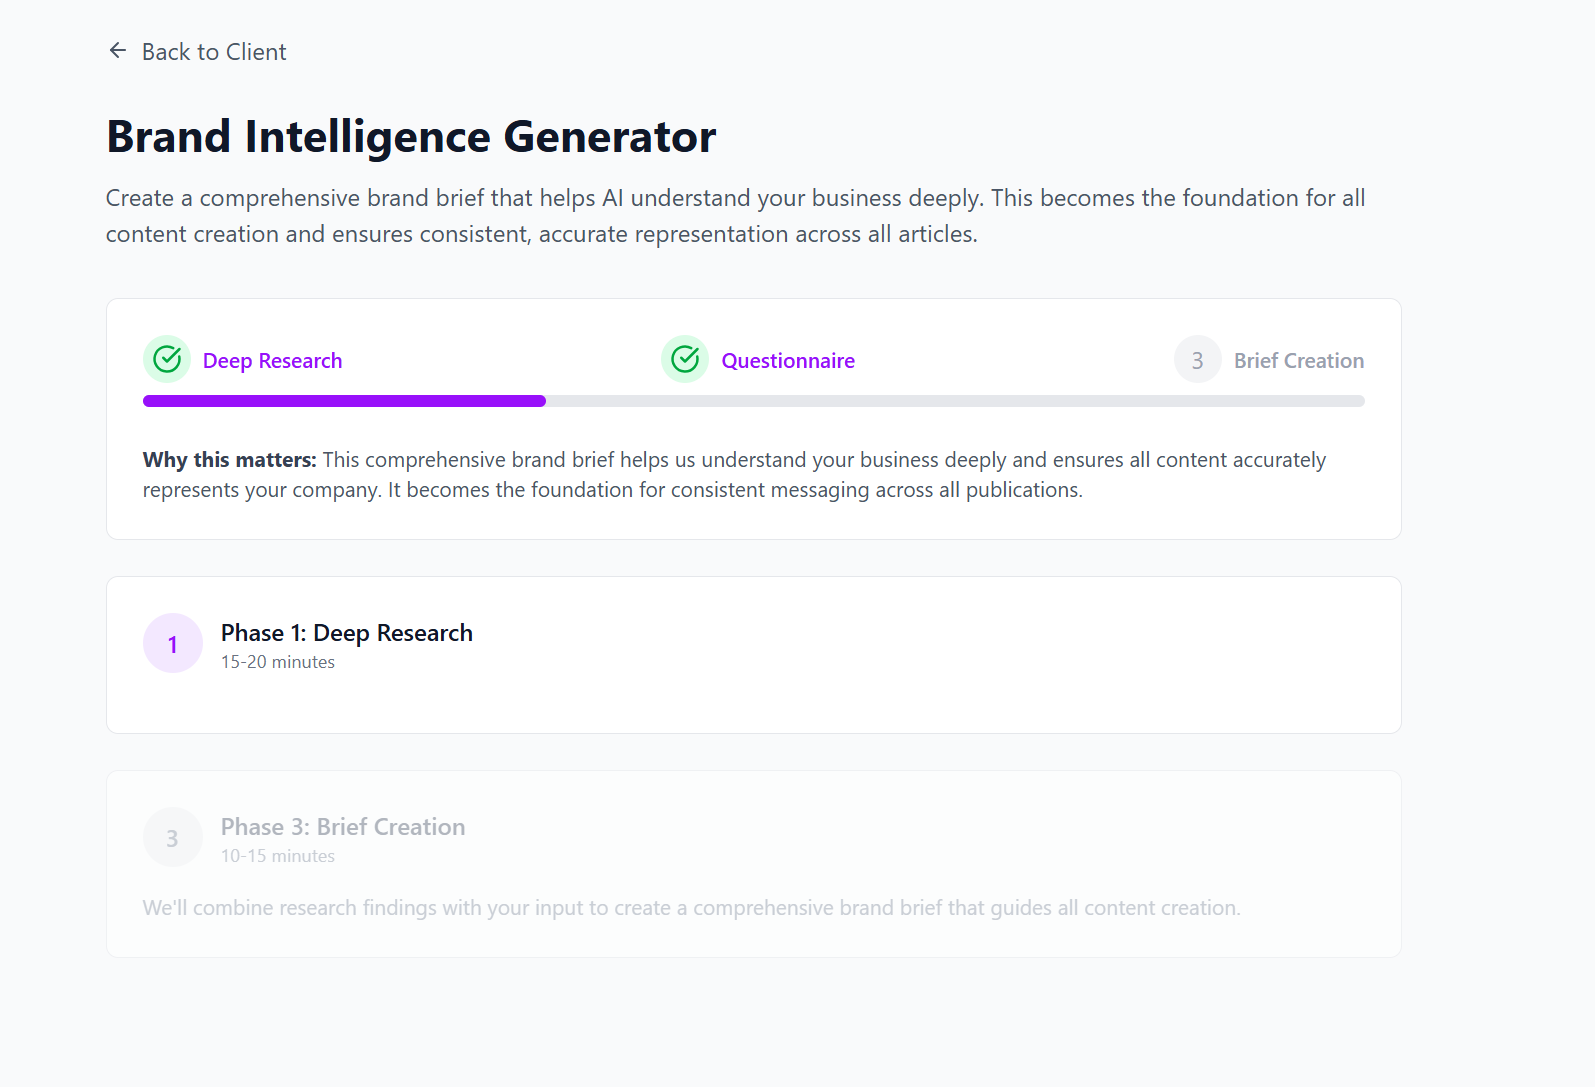 Back to Client
Brand Intelligence Generator
Create a comprehensive brand brief that helps AI understand your business deeply. This becomes the foundation for all
content creation and ensures consistent, accurate representation across all articles.
Deep Research
Questionnaire
3 Brief Creation
Why this matters: This comprehensive brand brief helps us understand your business deeply and ensures all content accurately
represents your company. It becomes the foundation for consistent messaging across all publications.
1
Phase 1: Deep Research
15-20 minutes
3
Phase 3: Brief Creation
10-15 minutes
We'll combine research findings with your input to create a comprehensive brand brief that guides all content creation.